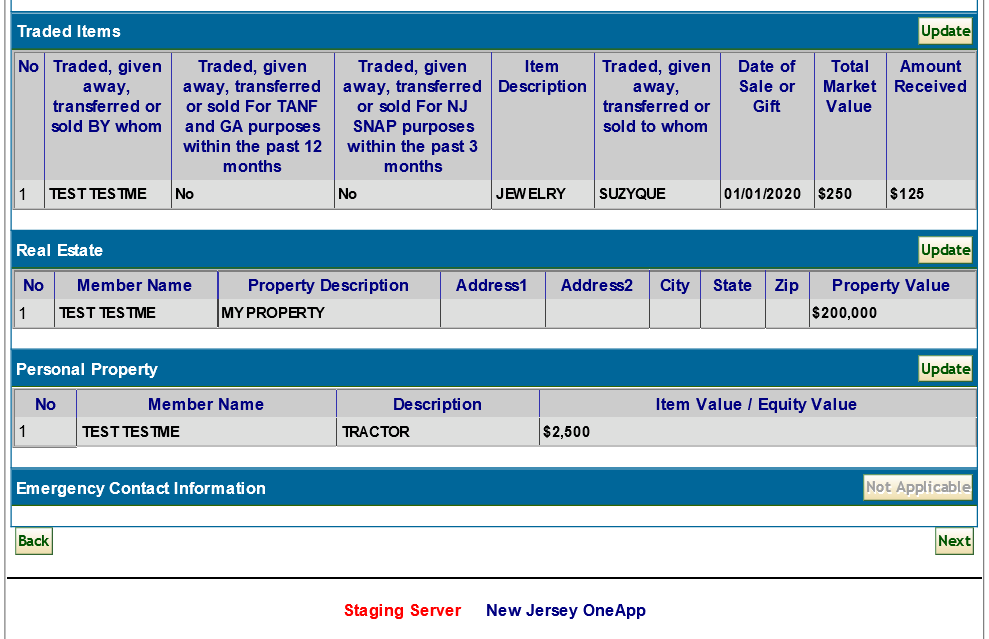 Traded Items Update
No Traded, given Traded, given Traded, given Item Traded, given Date of Total Amount
away, away, transferred away, transferred Description away, Sale or Market Received
transferred or or sold For TANF or sold For NJ transferred or Gift Value
sold BY whom and GA purposes SNAP purposes sold to whom
within the past 12 within the past 3
months months
1 TEST TESTME No No JEWELRY SUZYQUE 01/01/2020 $250 $125
Real Estate Update
No Member Name Property Description Address1 Address2 City State Zip Property Value
1 TEST TESTME MY PROPERTY $200,000
Personal Property Update
No Member Name Description Item Value / Equity Value
1 TEST TESTME TRACTOR $2,500
Emergency Contact Information Not Applicable
Back Next
Staging Server New Jersey OneApp